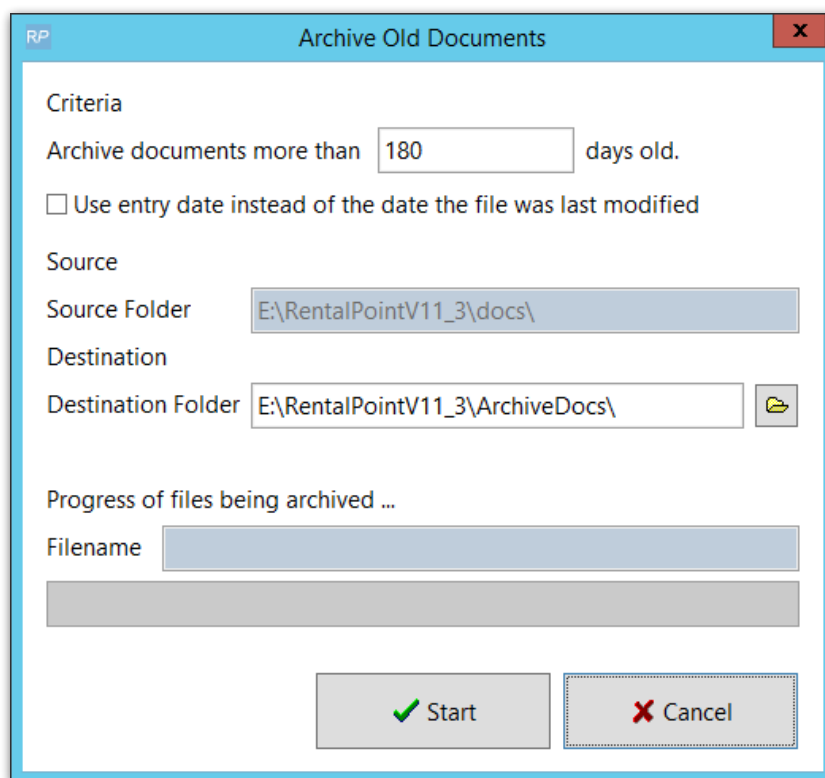 RP Archive Old Documents x
Criteria
Archive documents more than 180 days old.
Use entry date instead of the date the file was last modified
Source
Source Folder E:\RentalPointV11_3\docs\
Destination
Destination Folder E:\RentalPointV11_3\ArchiveDocs\
Progress of files being archived ...
Filename
Start Cancel